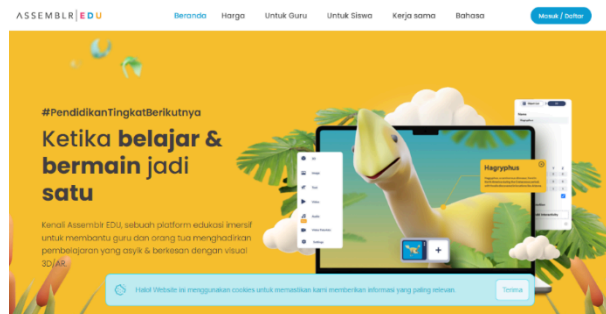 ASSEMBLR EDU
Beranda Harga Untuk Guru Untuk Siswa Kerja sama Bahasa Masuk / Daftar
#PendidikanTingkatBerikutnya
Ketika belajar &
bermain jadi
satu
Kenali Assemblr EDU, sebuah platform edukasi imersif
untuk membantu guru dan orang tua menghadirkan
pembelajaran yang asyik & berkesan dengan visual
3D/AR.
Hagryphus
Halo! Website ini menggunakan cookies untuk memastikan kami memberikan informasi yang paling relevan.
Terima